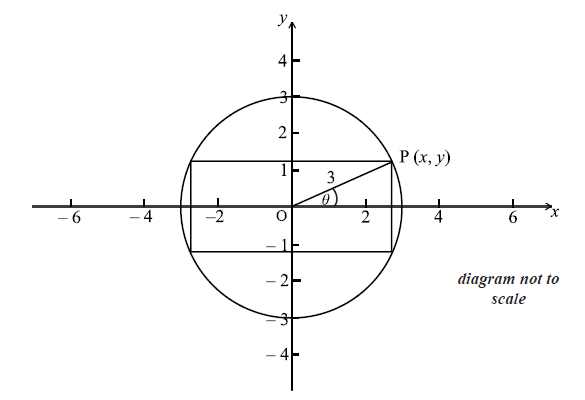 y
4
3
2
1
P (x, y)
3
θ
– 6
– 4
–2
O
2
4
6
x
– 1
– 2
– 3
– 4
diagram not to
scale